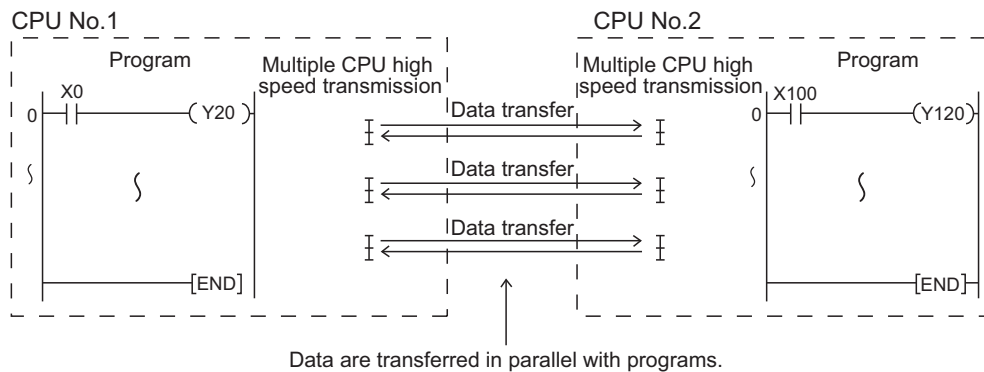 CPU No.1
CPU No.2
Program
Multiple CPU high
speed transmission
Multiple CPU high
speed transmission
Program
0
X0
Y20
Data transfer
0
X100
Y120
Data transfer
Data transfer
[END]
[END]
Data are transferred in parallel with programs.